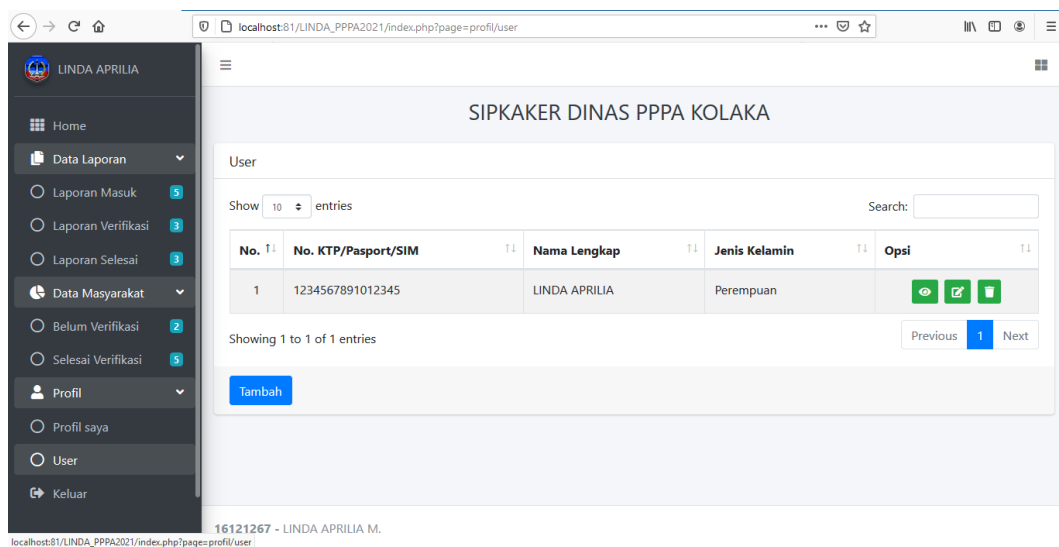 localhost:81/LINDA_PPPA2021/index.php?page=profil/user
LINDA APRILIA
SIPKAKER DINAS PPPA KOLAKA
Home
Data Laporan
Laporan Masuk 5
Laporan Verifikasi 3
Laporan Selesai 3
Data Masyarakat
Belum Verifikasi 2
Selesai Verifikasi 5
Profil
Profil saya
User
Keluar
User
Show 10 entries Search:
No. No. KTP/Pasport/SIM Nama Lengkap Jenis Kelamin Opsi
1 1234567891012345 LINDA APRILIA Perempuan
Showing 1 to 1 of 1 entries Previous 1 Next
Tambah
16121267 - LINDA APRILIA M.
localhost:81/LINDA_PPPA2021/index.php?page=profil/user